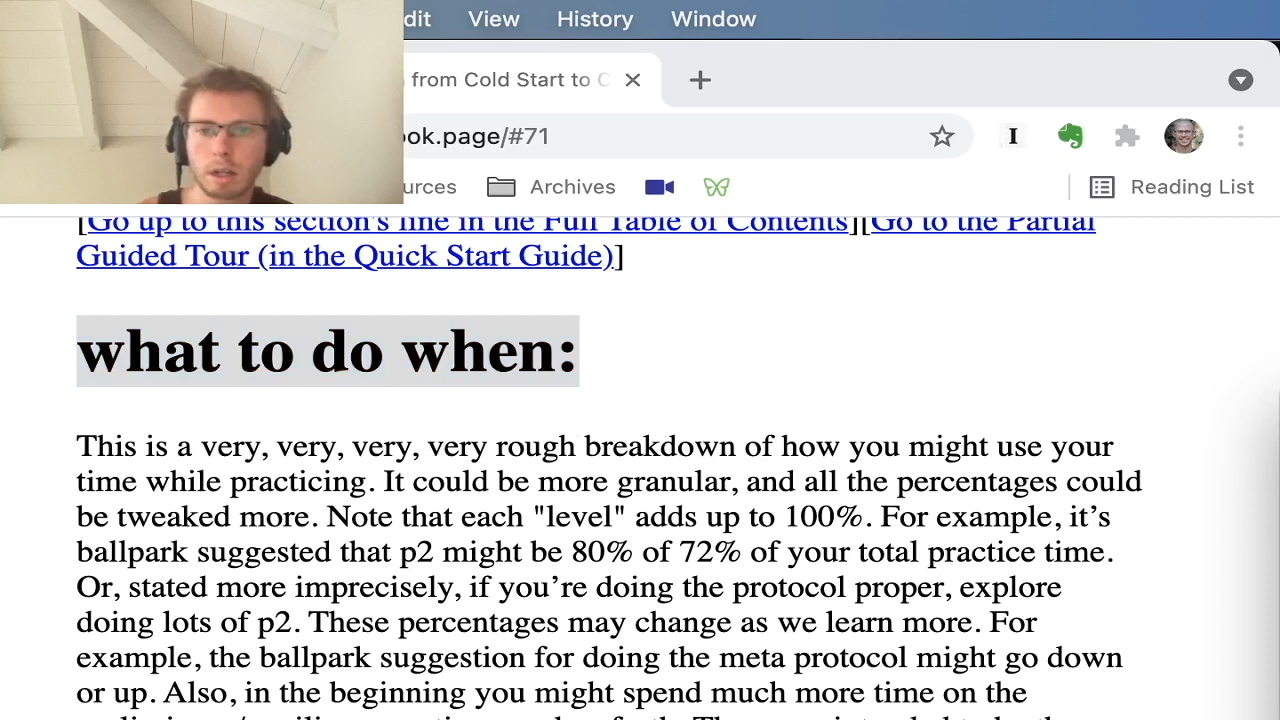 dit View History Window
from Cold Start to C
ook.page/#71
urces Archives Reading List
[Go up to this section's line in the Full Table of Contents][Go to the Partial
Guided Tour (in the Quick Start Guide)]
what to do when:
This is a very, very, very, very rough breakdown of how you might use your
time while practicing. It could be more granular, and all the percentages could
be tweaked more. Note that each "level" adds up to 100%. For example, it’s
ballpark suggested that p2 might be 80% of 72% of your total practice time.
Or, stated more imprecisely, if you’re doing the protocol proper, explore
doing lots of p2. These percentages may change as we learn more. For
example, the ballpark suggestion for doing the meta protocol might go down
or up. Also, in the beginning you might spend much more time on the